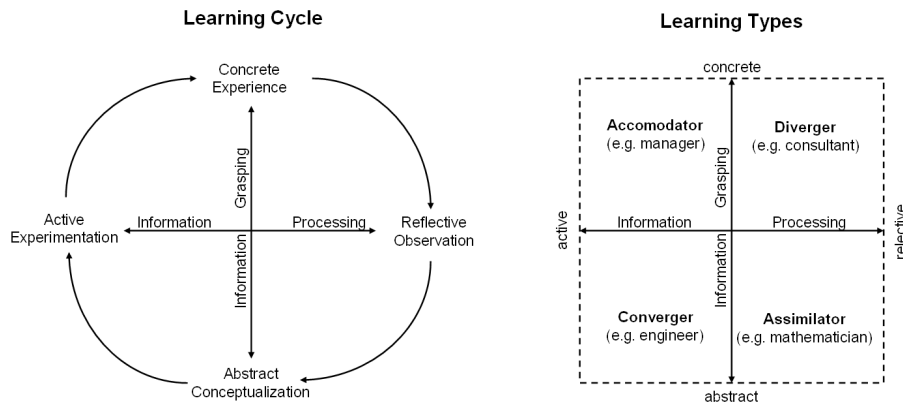 Learning Cycle
Concrete
Experience
Grasping
Information
Processing
Active
Experimentation
Reflective
Observation
Information
Abstract
Conceptualization
Learning Types
concrete
Accomodator
(e.g. manager)
Diverger
(e.g. consultant)
Grasping
active
Information
Processing
relective
Information
Converger
(e.g. engineer)
Assimilator
(e.g. mathematician)
abstract